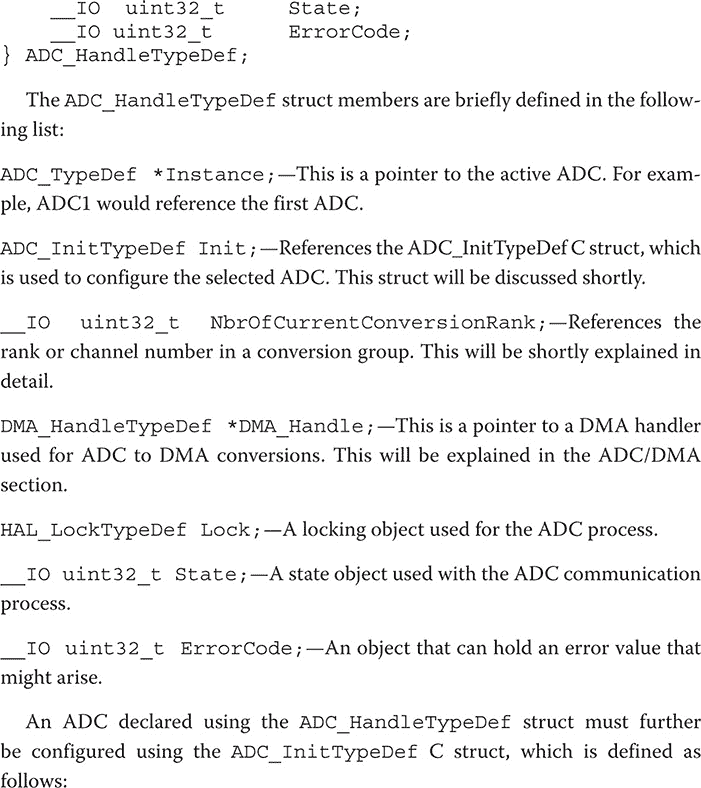 __IO uint32_t State;
__IO uint32_t ErrorCode;
} ADC_HandleTypeDef;
The ADC_HandleTypeDef struct members are briefly defined in the follow-
ing list:
ADC_TypeDef *Instance;—This is a pointer to the active ADC. For exam-
ple, ADC1 would reference the first ADC.
ADC_InitTypeDef Init;—References the ADC_InitTypeDef C struct, which
is used to configure the selected ADC. This struct will be discussed shortly.
__IO uint32_t NbrOfCurrentConversionRank;—References the
rank or channel number in a conversion group. This will be shortly explained in
detail.
DMA_HandleTypeDef *DMA_Handle;—This is a pointer to a DMA handler
used for ADC to DMA conversions. This will be explained in the ADC/DMA
section.
HAL_LockTypeDef Lock;—A locking object used for the ADC process.
__IO uint32_t State;—A state object used with the ADC communication
process.
__IO uint32_t ErrorCode;—An object that can hold an error value that
might arise.
An ADC declared using the ADC_HandleTypeDef struct must further
be configured using the ADC_InitTypeDef C struct, which is defined as
follows: